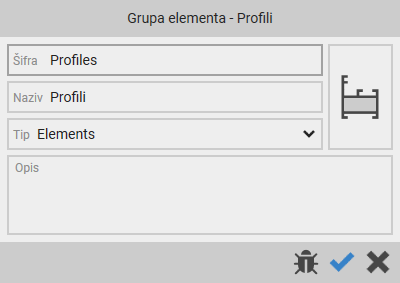 Grupa elementa - Profili
Šifra Profiles
Naziv Profili
Tip Elements
Opis